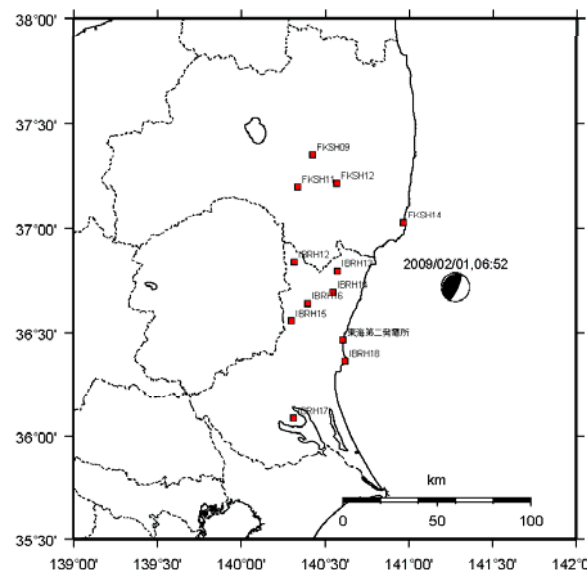 38°00'
37°30'
FKSH09
FKSH11
FKSH12
37°00'
FKSH14
IBRH12
IBRH13
2009/02/01,06:52
IBRH14
IBRH16
IBRH15
36°30'
東海第二発電所
IBRH18
36°00'
IBRH17
km
0 50 100
35°30'
139°00' 139°30' 140°00' 140°30' 141°00' 141°30' 142°0